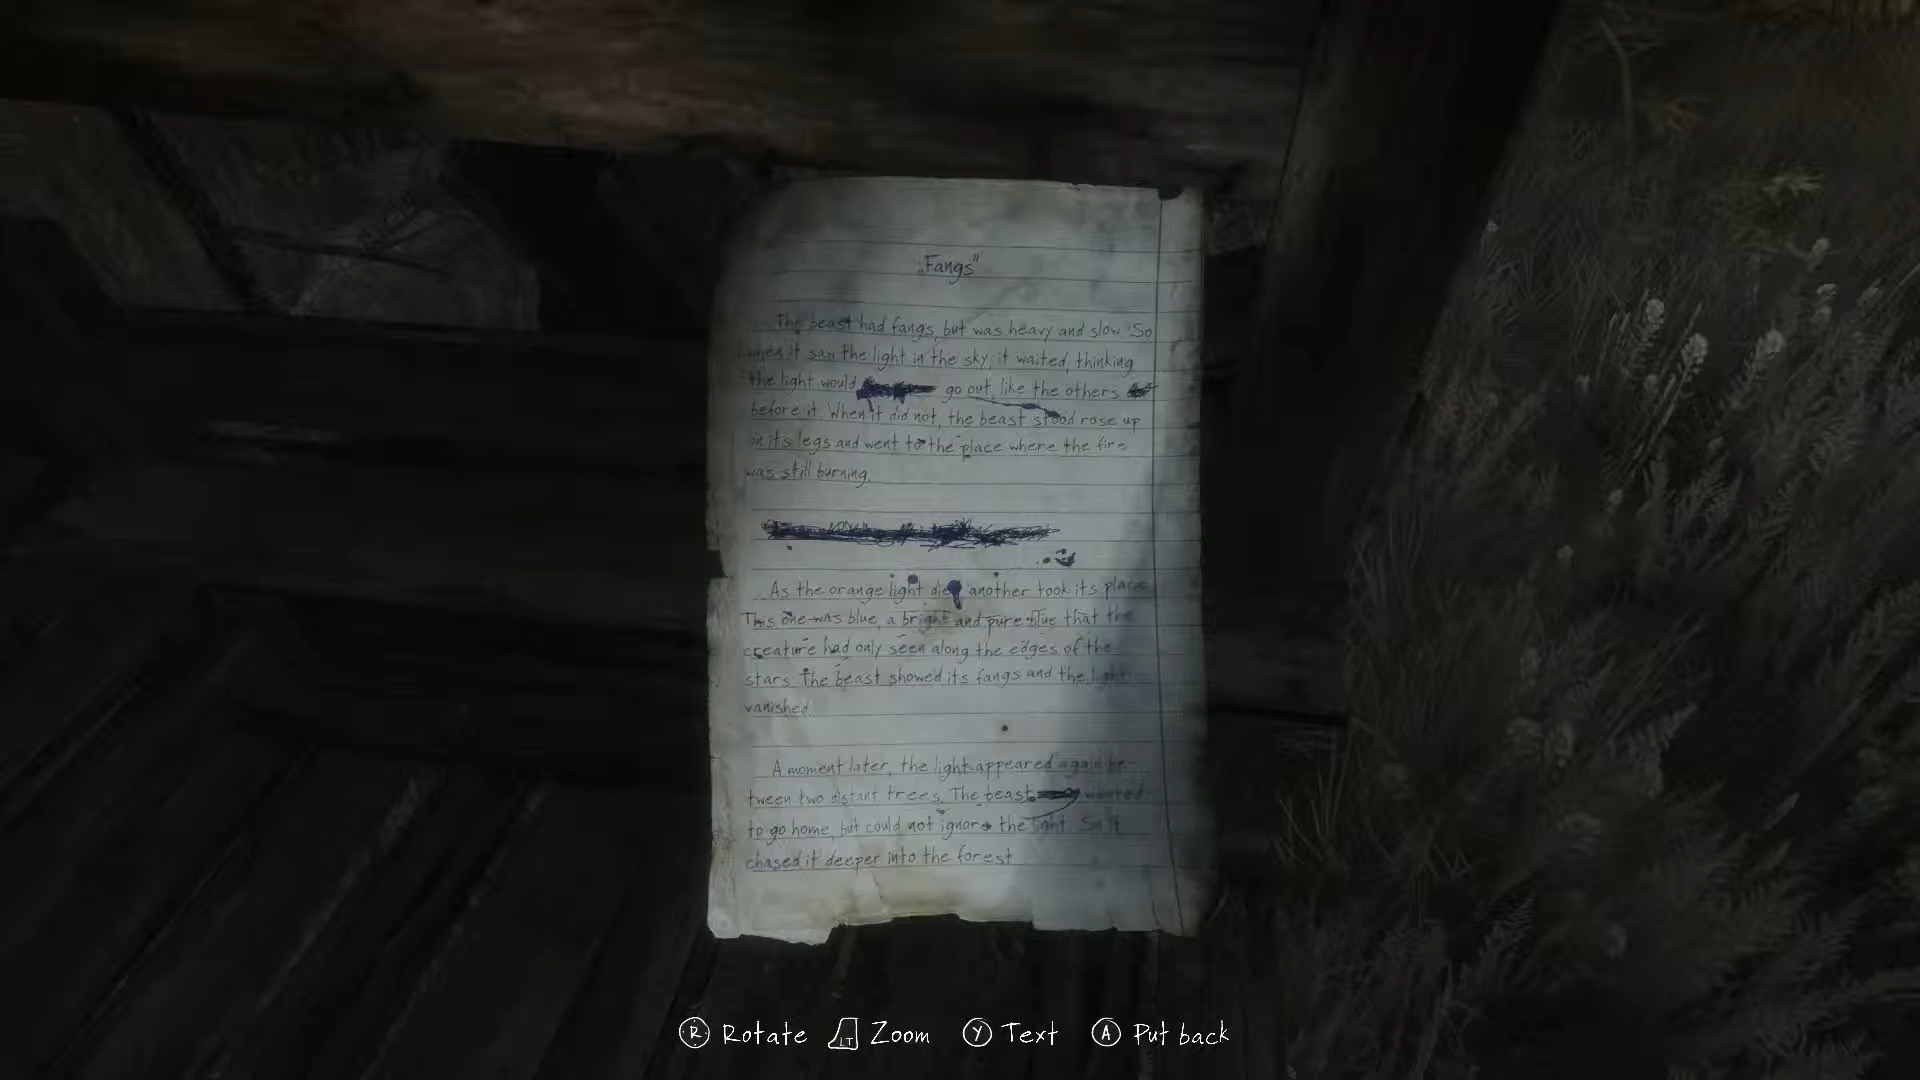 „Fangs"
The beast had fangs, but was heavy and slow. So
when it saw the light in the sky, it waited, thinking
the light would go out, like the others
before it. When it did not, the beast stood rose up
on its legs and went to the place where the fire
was still burning.
As the orange light died another took its place
This one was blue, a bright and pure blue that the
creature had only seen along the edges of the
stars. The beast showed its fangs and the light
vanished
A moment later, the light appeared again be-
tween two distant trees. The beast wanted
to go home, but could not ignore the light. So it
chased it deeper into the forest
R Rotate LT Zoom Y Text A Put back